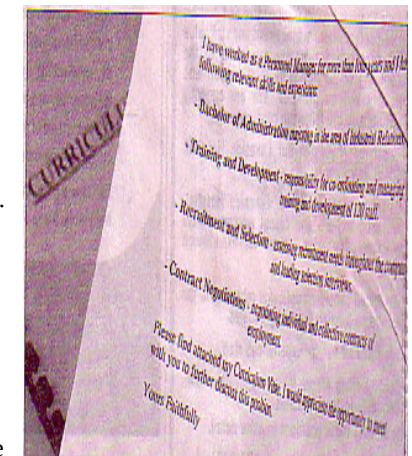 CURRICULU
I have worked as a Personnel Manager for more than four years and I ha
following relevant skills and experience:
- Bachelor of Administration majoring in the area of Industrial Relations
- Training and Development - responsibility for co-ordinating and managing
training and development of 120 staff.
- Recruitment and Selection - assessing recruitment needs throughout the company
and leading selection interviews.
- Contract Negotiations - negotiating individual and collective contracts of
employment.
Please find attached my Curriculum Vitae. I would appreciate the opportunity to meet
with you to further discuss this position.
Yours Faithfully